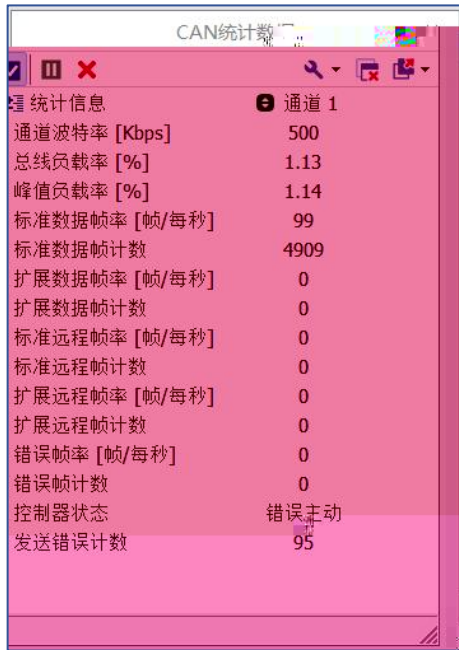 CAN统计数据
统计信息 通道 1
通道波特率 [Kbps] 500
总线负载率 [%] 1.13
峰值负载率 [%] 1.14
标准数据帧率 [帧/每秒] 99
标准数据帧计数 4909
扩展数据帧率 [帧/每秒] 0
扩展数据帧计数 0
标准远程帧率 [帧/每秒] 0
标准远程帧计数 0
扩展远程帧率 [帧/每秒] 0
扩展远程帧计数 0
错误帧率 [帧/每秒] 0
错误帧计数 0
控制器状态 错误主动
发送错误计数 95